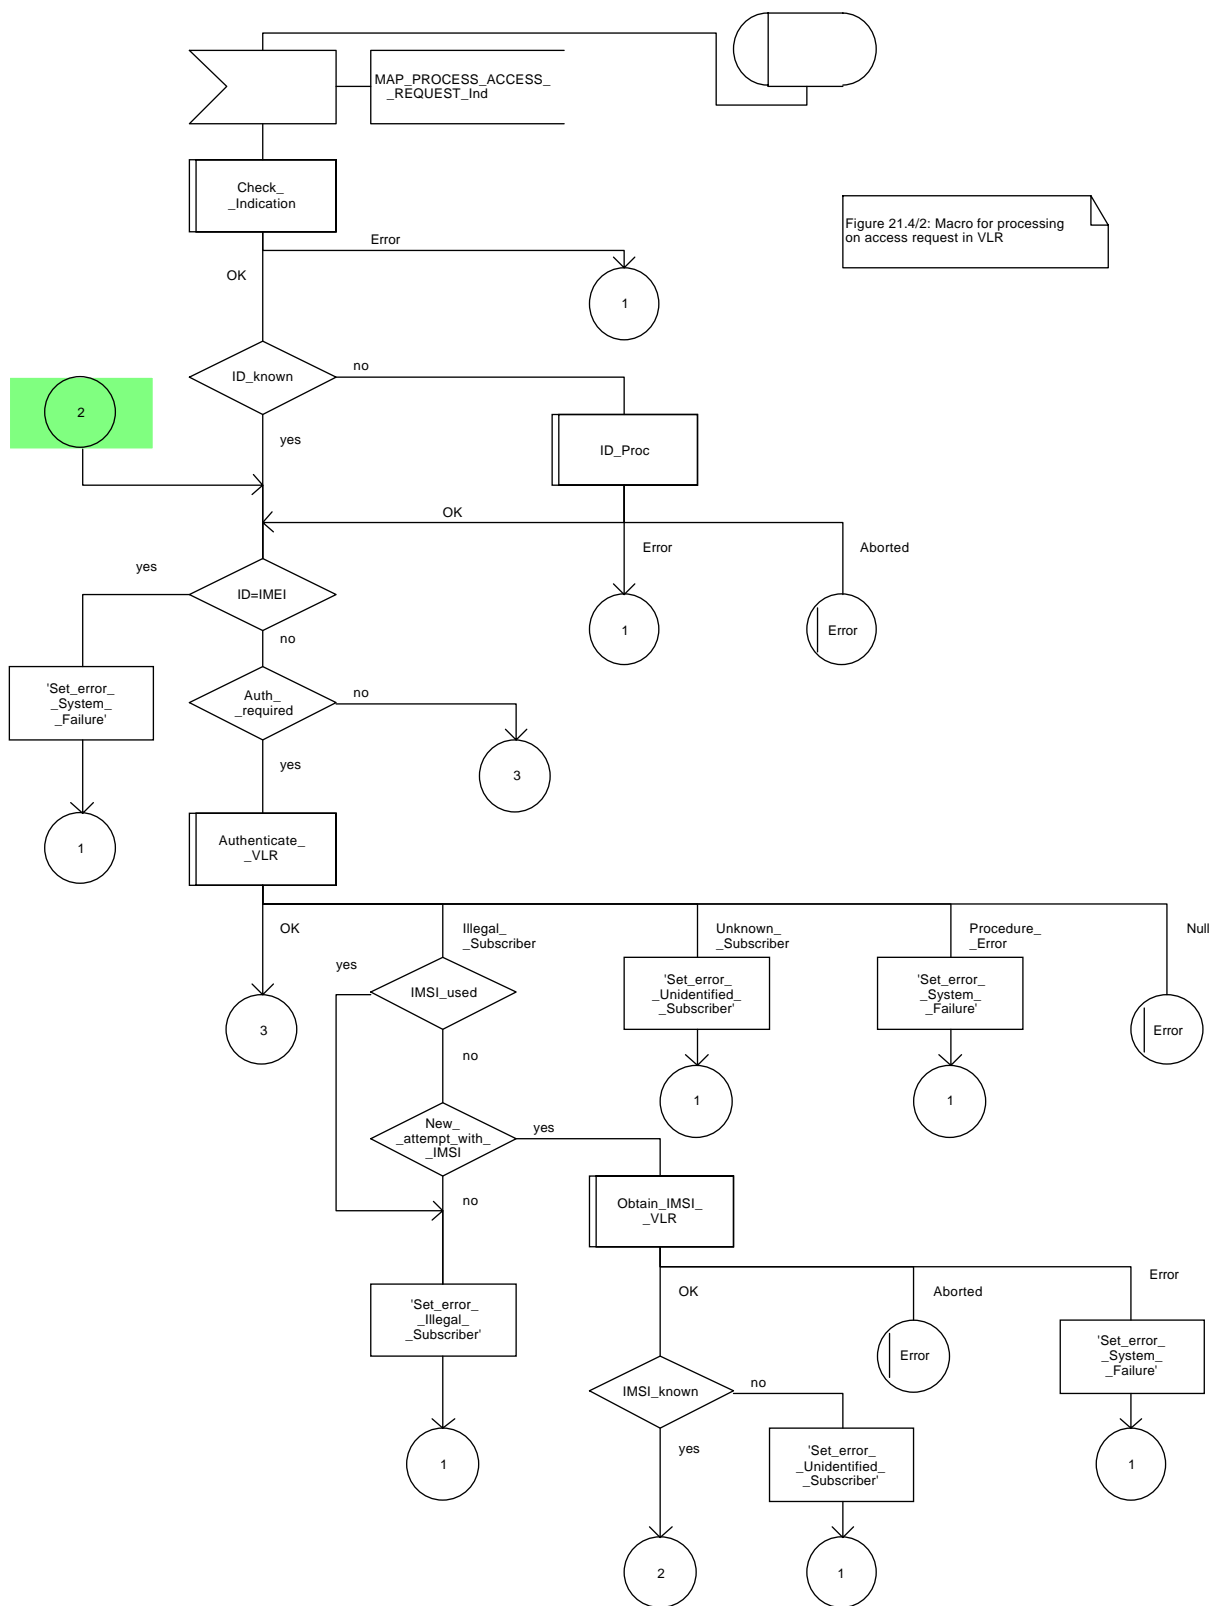 MAP_PROCESS_ACCESS_
_REQUEST_Ind
Check_
_Indication
Figure 21.4/2: Macro for processing
on access request in VLR
Error
OK
1
ID_known
no
2
yes
ID_Proc
OK
Error
Aborted
yes
ID=IMEI
1
Error
no
'Set_error_
_System_
_Failure'
Auth_
_required
no
yes
3
1
Authenticate_
_VLR
OK
Illegal_
_Subscriber
Unknown_
_Subscriber
Procedure_
_Error
Null
yes
IMSI_used
'Set_error_
_Unidentified_
_Subscriber'
'Set_error_
_System_
_Failure'
3
Error
no
1
1
New_
_attempt_with_
_IMSI
yes
no
Obtain_IMSI_
_VLR
OK
Aborted
Error
'Set_error_
_Illegal_
_Subscriber'
Error
'Set_error_
_System_
_Failure'
IMSI_known
no
yes
1
'Set_error_
_Unidentified_
_Subscriber'
1
2
1